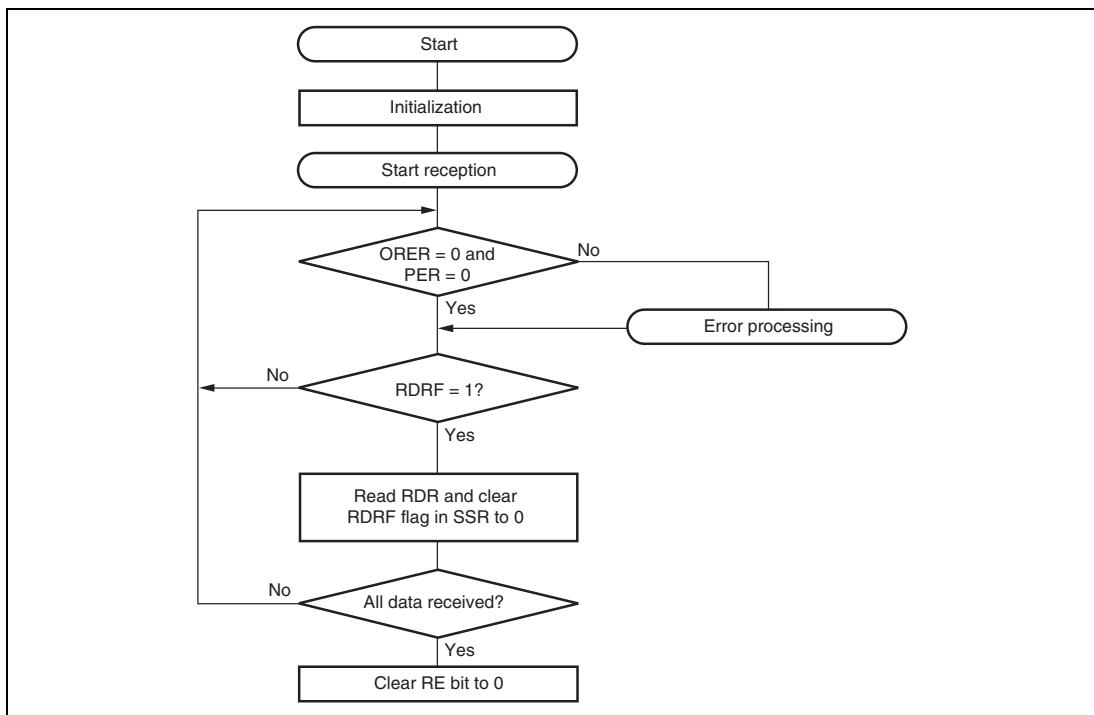 Start
Initialization
Start reception
ORER = 0 and
PER = 0
No
Yes
Error processing
No
RDRF = 1?
Yes
Read RDR and clear
RDRF flag in SSR to 0
No
All data received?
Yes
Clear RE bit to 0